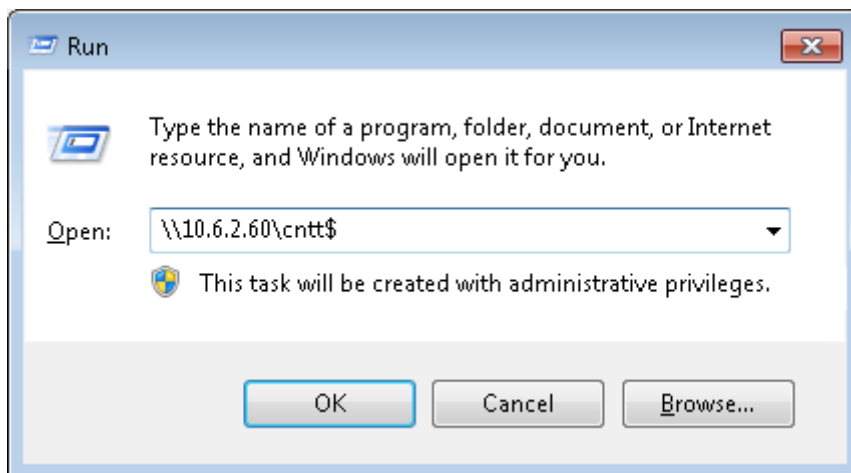 Run
Type the name of a program, folder, document, or Internet
resource, and Windows will open it for you.
Open: \\10.6.2.60\cntt$
This task will be created with administrative privileges.
OK Cancel Browse...